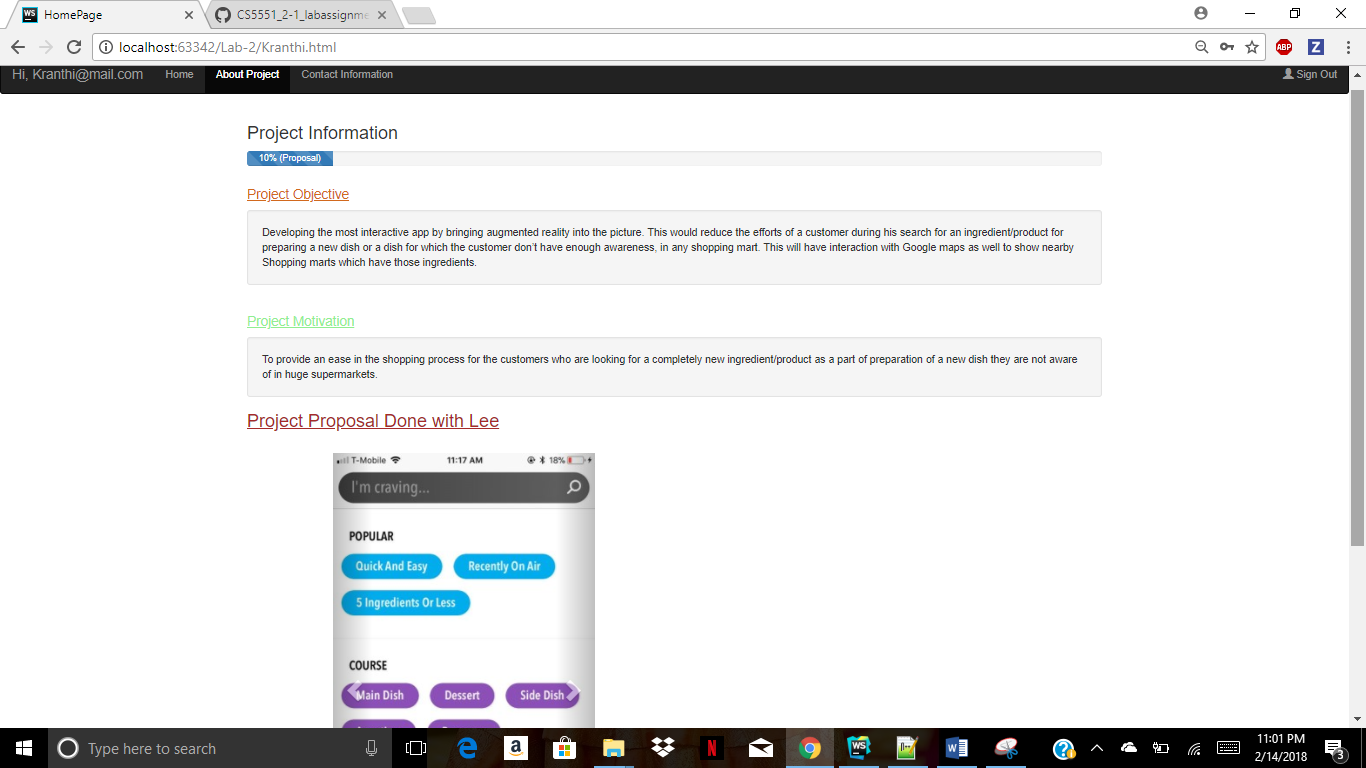 HomePage
CS5551_2-1_labassignme
localhost:63342/Lab-2/Kranthi.html
ABP
Z
Hi, Kranthi@mail.com
Home
About Project
Contact Information
Sign Out
Project Information
10% (Proposal)
Project Objective
Developing the most interactive app by bringing augmented reality into the picture. This would reduce the efforts of a customer during his search for an ingredient/product for
preparing a new dish or a dish for which the customer don't have enough awareness, in any shopping mart. This will have interaction with Google maps as well to show nearby
Shopping marts which have those ingredients.
Project Motivation
To provide an ease in the shopping process for the customers who are looking for a completely new ingredient/product as a part of preparation of a new dish they are not aware
of in huge supermarkets.
Project Proposal Done with Lee
T-Mobile 11:17 AM 18%
I'm craving...
POPULAR
Quick And Easy
Recently On Air
5 Ingredients Or Less
COURSE
Main Dish
Dessert
Side Dish
Type here to search
11:01 PM
2/14/2018
3